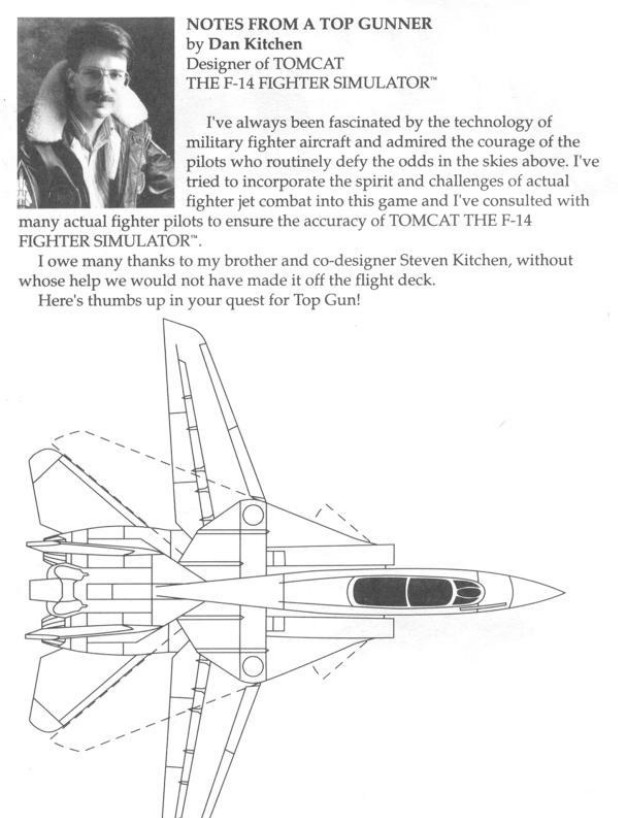 NOTES FROM A TOP GUNNER
by Dan Kitchen
Designer of TOMCAT
THE F-14 FIGHTER SIMULATOR™
I've always been fascinated by the technology of
military fighter aircraft and admired the courage of the
pilots who routinely defy the odds in the skies above. I've
tried to incorporate the spirit and challenges of actual
fighter jet combat into this game and I've consulted with
many actual fighter pilots to ensure the accuracy of TOMCAT THE F-14
FIGHTER SIMULATOR™.
I owe many thanks to my brother and co-designer Steven Kitchen, without
whose help we would not have made it off the flight deck.
Here's thumbs up in your quest for Top Gun!